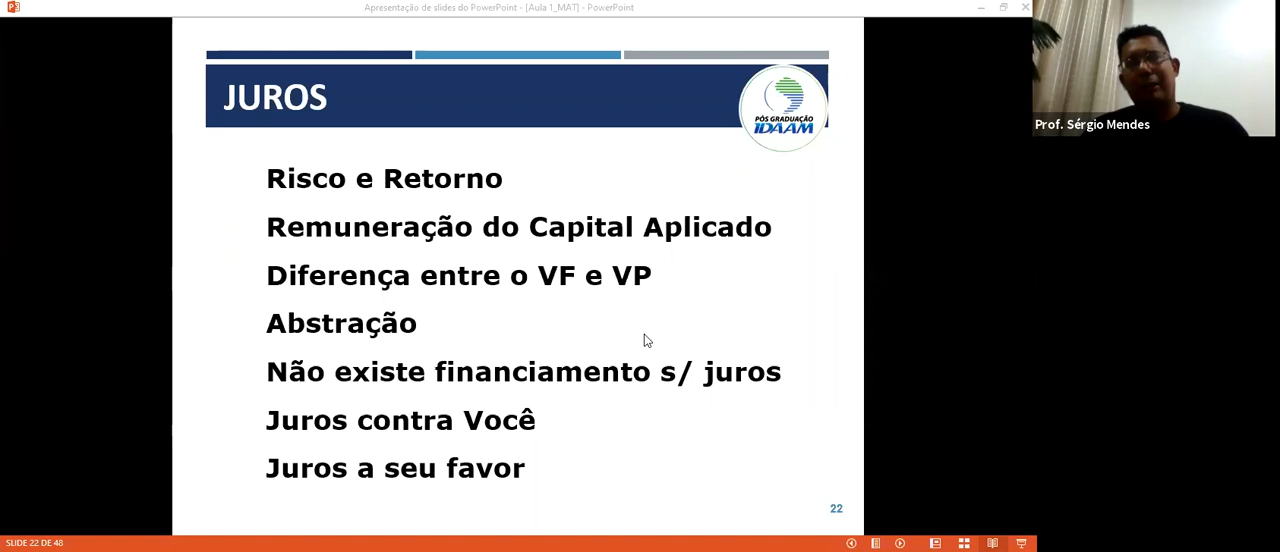 Apresentação de slides do PowerPoint - [Aula 1_MAT] - PowerPoint
JUROS
PÓS GRADUAÇÃO
IDAAM
Prof. Sérgio Mendes
Risco e Retorno
Remuneração do Capital Aplicado
Diferença entre o VF e VP
Abstração
Não existe financiamento s/ juros
Juros contra Você
Juros a seu favor
22
SLIDE 22 DE 48